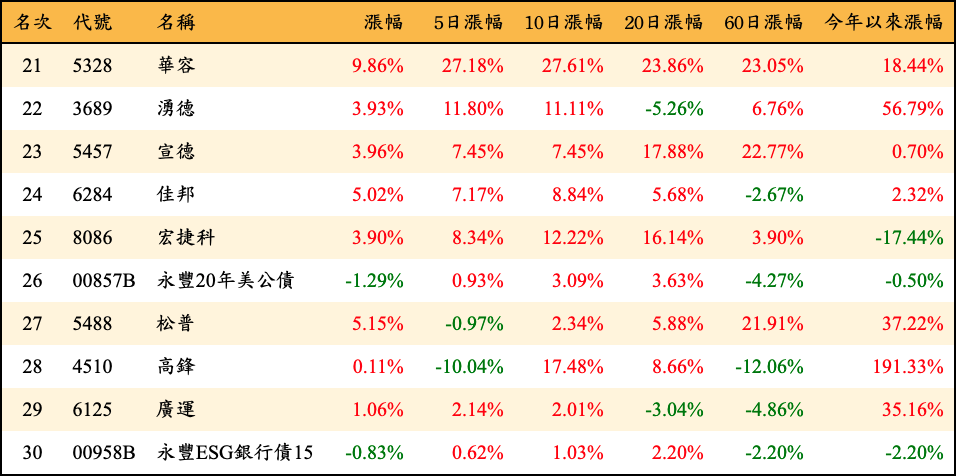 名次 代號 名稱 漲幅 5日漲幅 10日漲幅 20日漲幅 60日漲幅 今年以來漲幅
21 5328 華容 9.86% 27.18% 27.61% 23.86% 23.05% 18.44%
22 3689 湧德 3.93% 11.80% 11.11% -5.26% 6.76% 56.79%
23 5457 宣德 3.96% 7.45% 7.45% 17.88% 22.77% 0.70%
24 6284 佳邦 5.02% 7.17% 8.84% 5.68% -2.67% 2.32%
25 8086 宏捷科 3.90% 8.34% 12.22% 16.14% 3.90% -17.44%
26 00857B 永豐20年美公債 -1.29% 0.93% 3.09% 3.63% -4.27% -0.50%
27 5488 松普 5.15% -0.97% 2.34% 5.88% 21.91% 37.22%
28 4510 高鋒 0.11% -10.04% 17.48% 8.66% -12.06% 191.33%
29 6125 廣運 1.06% 2.14% 2.01% -3.04% -4.86% 35.16%
30 00958B 永豐ESG銀行債15 -0.83% 0.62% 1.03% 2.20% -2.20% -2.20%